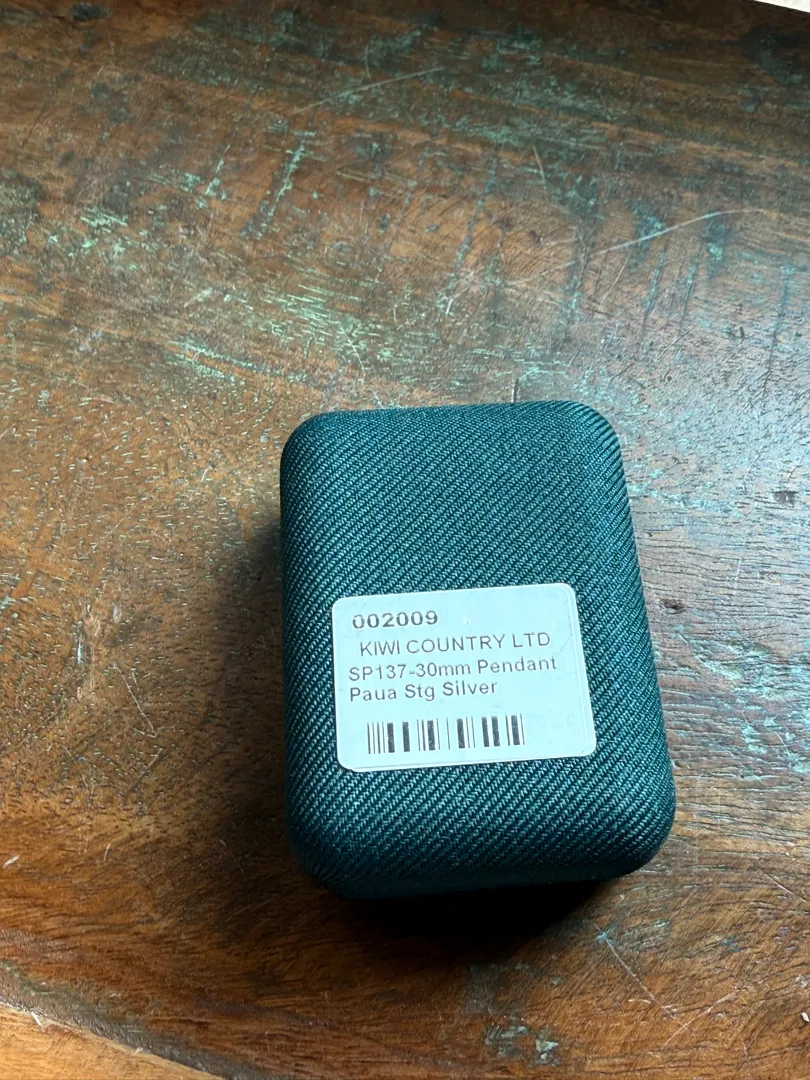 002009
KIWI COUNTRY LTD
SP137-30mm Pendant
Paua Stg Silver